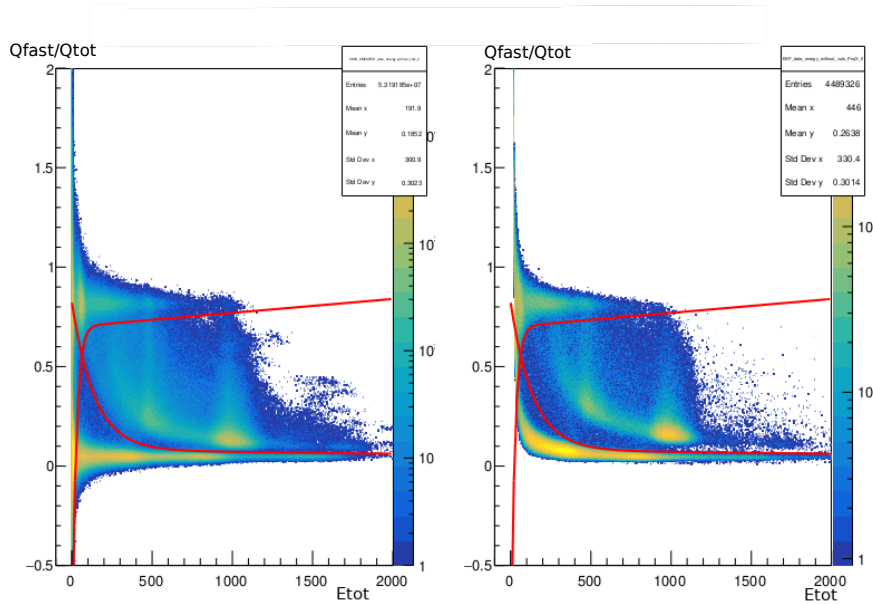 Qfast/Qtot
Entries 5.319185e+07
Mean x 191.9
Mean y 0.1852
Std Dev x 300.9
Std Dev y 0.3023
2
1.5
1
0.5
0
−0.5
0 500 1000 1500 2000
Etot
10
10
10
1
Qfast/Qtot
Entries 4489326
Mean x 446
Mean y 0.2638
Std Dev x 330.4
Std Dev y 0.3014
2
1.5
1
0.5
0
−0.5
0 500 1000 1500 2000
Etot
10
10
1